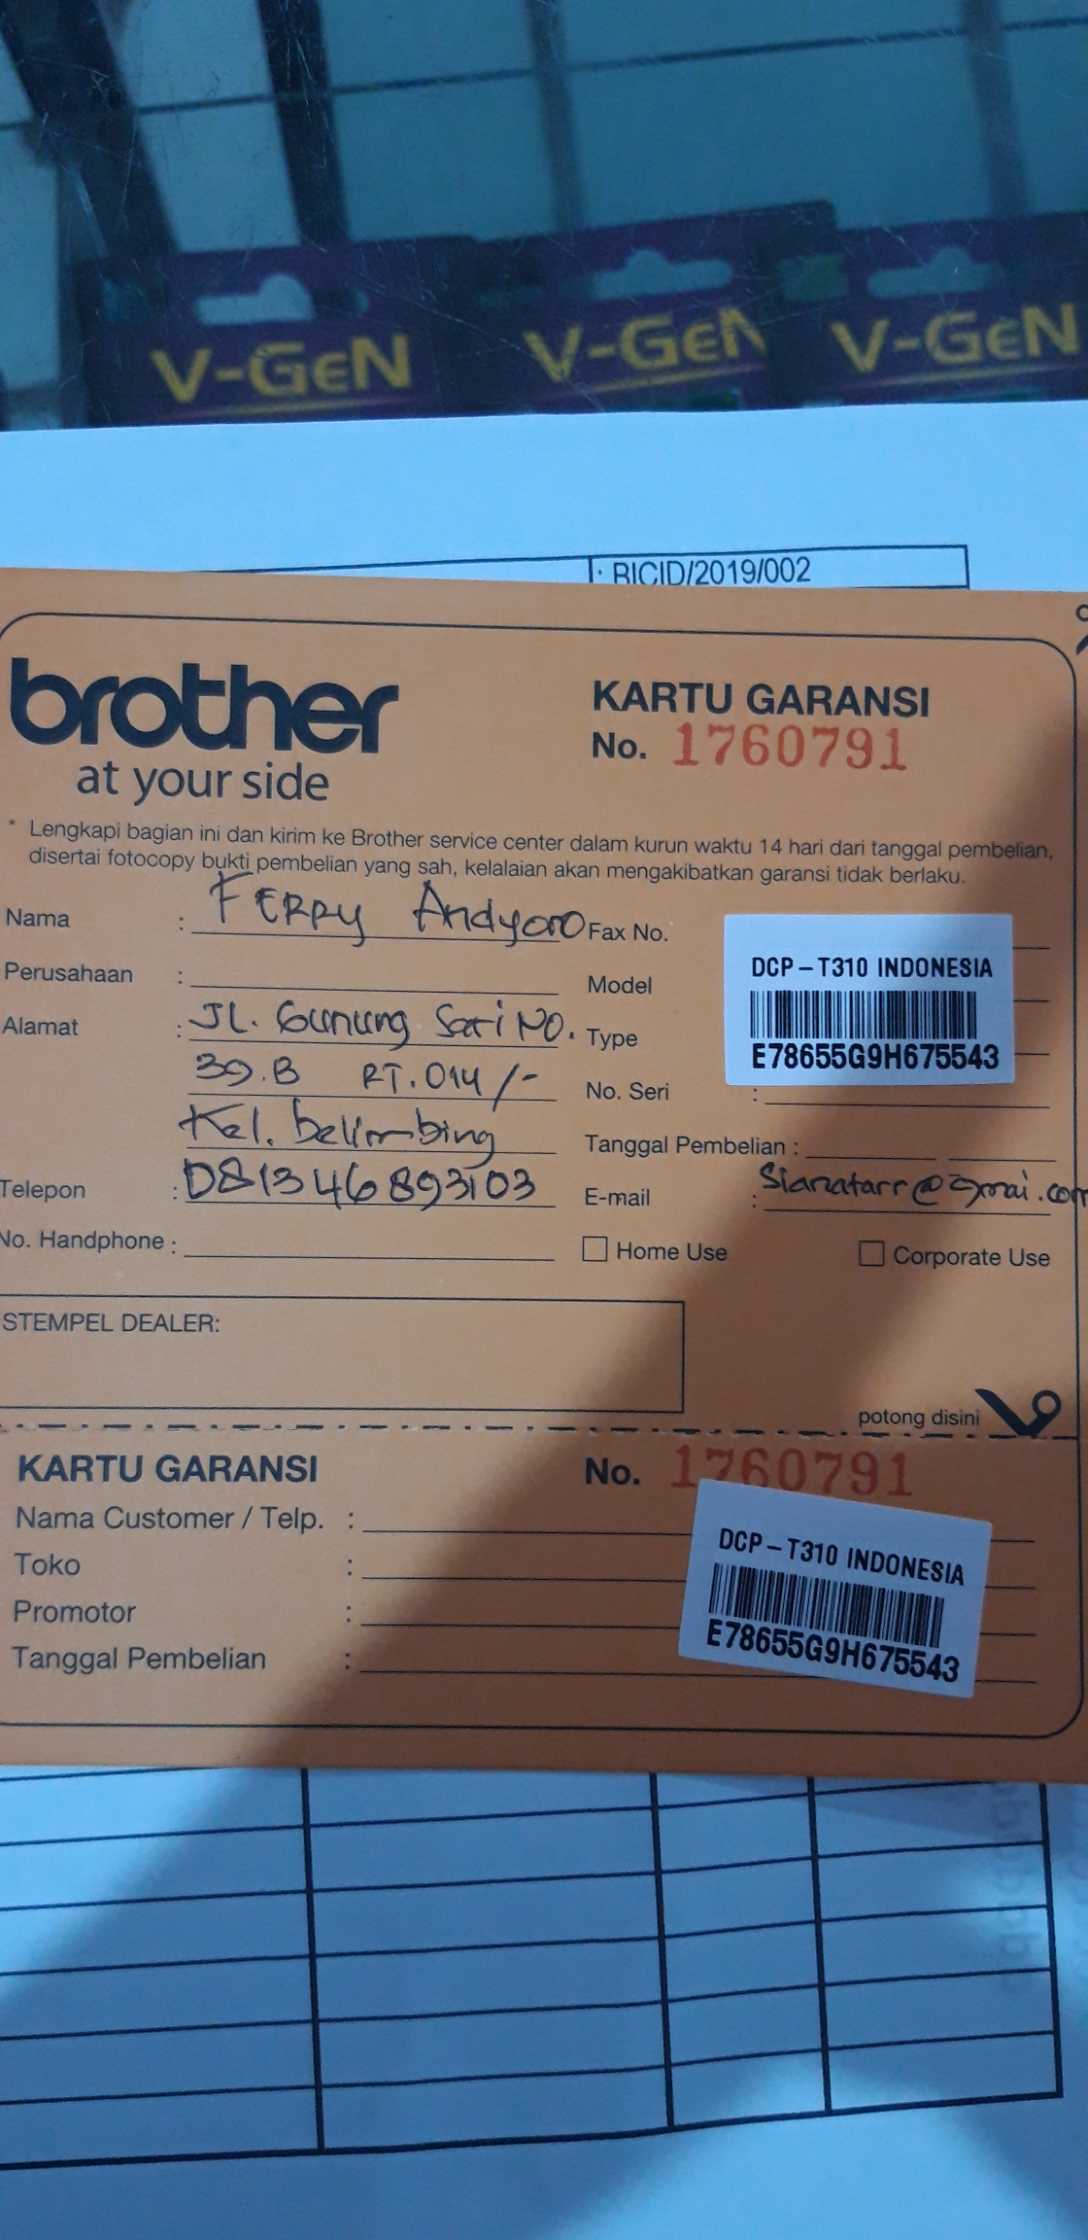 V-GeN V-GeN V-GeN
: BICID/2019/002
brother
at your side
KARTU GARANSI
No. 1760791
* Lengkapi bagian ini dan kirim ke Brother service center dalam kurun waktu 14 hari dari tanggal pembelian,
disertai fotocopy bukti pembelian yang sah, kelalaian akan mengakibatkan garansi tidak berlaku.
Nama : FERRY Andyono
Perusahaan :
Alamat : JL. Gunung Sari No.
39.B RT.014/-
Kel. belimbing
Telepon : 081346893103
No. Handphone :
Fax No.
Model
Type
No. Seri :
DCP-T310 INDONESIA
E78655G9H675543
Tanggal Pembelian :
E-mail : Sianatarr@gmai.com
Home Use Corporate Use
STEMPEL DEALER:
potong disini
KARTU GARANSI No. 1760791
Nama Customer / Telp. :
Toko :
Promotor :
Tanggal Pembelian :
DCP-T310 INDONESIA
E78655G9H675543